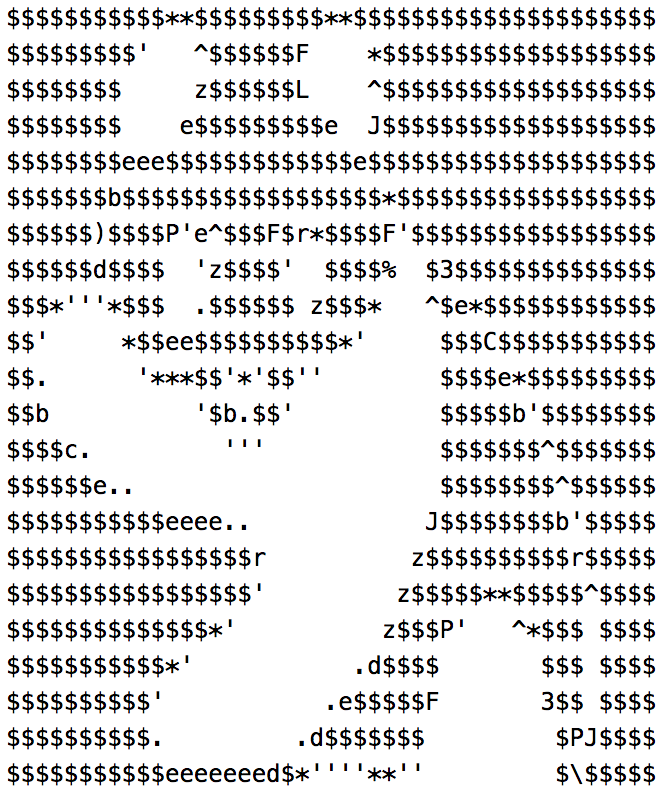 $$$$$$$$$$$**$$$$$$$$$**$$$$$$$$$$$$$$$$$$$$$
$$$$$$$$$'   ^$$$$$$F    *$$$$$$$$$$$$$$$$$$$
$$$$$$$$     z$$$$$$L    ^$$$$$$$$$$$$$$$$$$$
$$$$$$$$    e$$$$$$$$$e  J$$$$$$$$$$$$$$$$$$$
$$$$$$$$eee$$$$$$$$$$$$$e$$$$$$$$$$$$$$$$$$$$
$$$$$$$b$$$$$$$$$$$$$$$$$$*$$$$$$$$$$$$$$$$$$
$$$$$$)$$$$P'e^$$$F$r*$$$$F'$$$$$$$$$$$$$$$$$
$$$$$$d$$$$  'z$$$$'  $$$$%  $3$$$$$$$$$$$$$$
$$$*'''*$$$  .$$$$$$ z$$$*   ^$e*$$$$$$$$$$$$
$$'     *$$ee$$$$$$$$$$*'     $$$C$$$$$$$$$$$
$$.      '***$$'*'$$''        $$$$e*$$$$$$$$$
$$b          '$b.$$'          $$$$$b'$$$$$$$$
$$$$c.         '''            $$$$$$$^$$$$$$$
$$$$$$e..                     $$$$$$$$^$$$$$$
$$$$$$$$$$$eeee..            J$$$$$$$$b'$$$$$
$$$$$$$$$$$$$$$$$r          z$$$$$$$$$$r$$$$$
$$$$$$$$$$$$$$$$$'         z$$$$$**$$$$$^$$$$
$$$$$$$$$$$$$$*'          z$$$P'   ^*$$$ $$$$
$$$$$$$$$$$*'           .d$$$$       $$$ $$$$
$$$$$$$$$$'           .e$$$$$F       3$$ $$$$
$$$$$$$$$$.         .d$$$$$$$         $PJ$$$$
$$$$$$$$$$$eeeeeeed$*''''**''         $\$$$$$